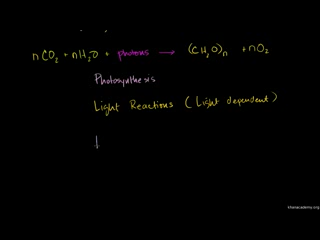 nCO₂ + nH₂O + photons → (CH₂O)n + nO₂
Photosynthesis
Light Reactions (Light dependent)
khanacademy.org